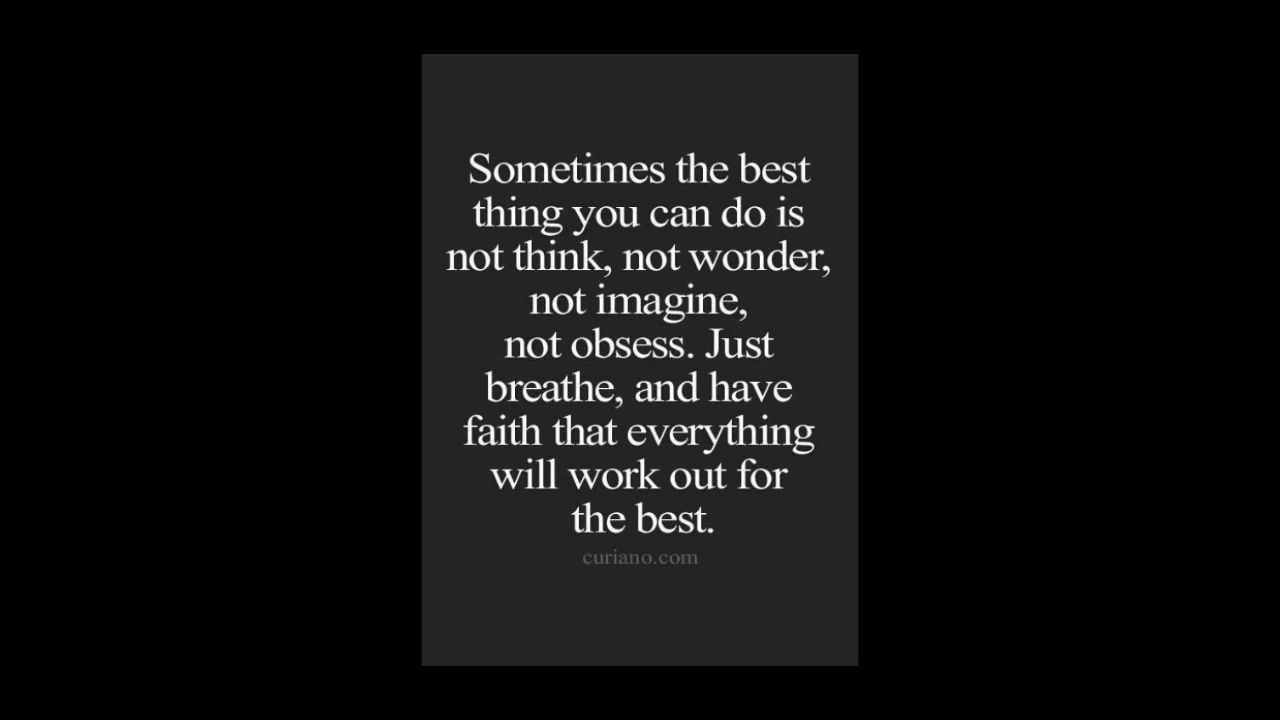 Sometimes the best
thing you can do is
not think, not wonder,
not imagine,
not obsess. Just
breathe, and have
faith that everything
will work out for
the best.
curiano.com